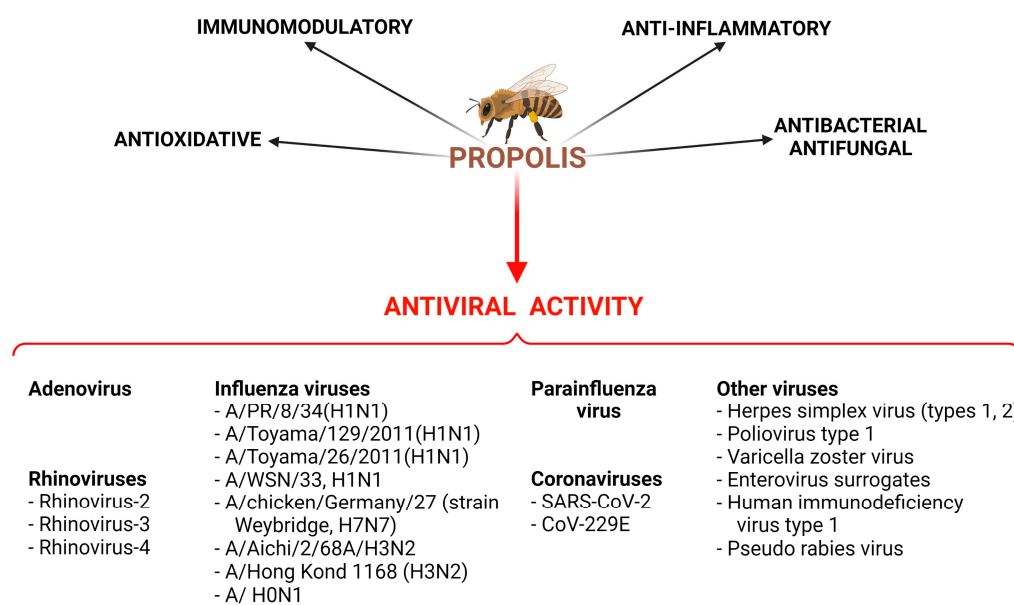 IMMUNOMODULATORY
ANTI-INFLAMMATORY
ANTIOXIDATIVE
ANTIBACTERIAL
ANTIFUNGAL
PROPOLIS
ANTIVIRAL ACTIVITY
Adenovirus
Rhinoviruses
- Rhinovirus-2
- Rhinovirus-3
- Rhinovirus-4
Influenza viruses
- A/PR/8/34(H1N1)
- A/Toyama/129/2011(H1N1)
- A/Toyama/26/2011(H1N1)
- A/WSN/33, H1N1
- A/chicken/Germany/27 (strain
Weybridge, H7N7)
- A/Aichi/2/68A/H3N2
- A/Hong Kond 1168 (H3N2)
- A/ H0N1
Parainfluenza
virus
Coronaviruses
- SARS-CoV-2
- CoV-229E
Other viruses
- Herpes simplex virus (types 1, 2)
- Poliovirus type 1
- Varicella zoster virus
- Enterovirus surrogates
- Human immunodeficiency
virus type 1
- Pseudo rabies virus